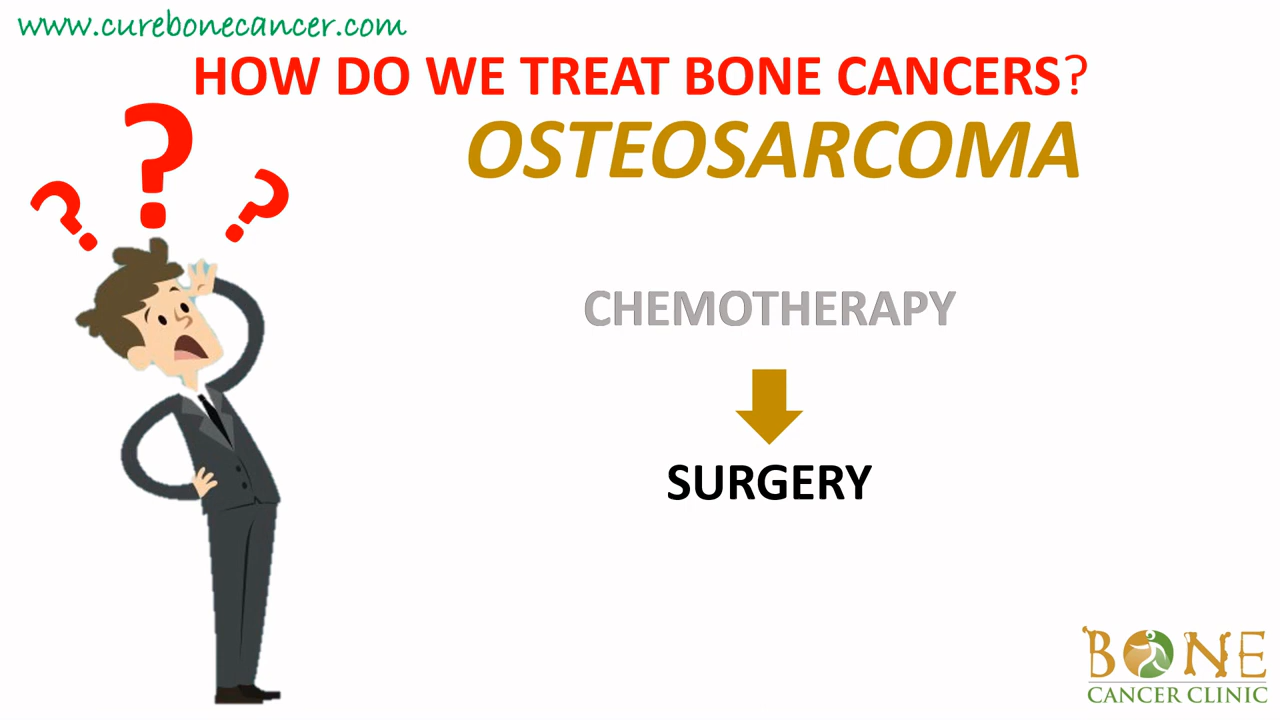 www.curebonecancer.com
HOW DO WE TREAT BONE CANCERS?
OSTEOSARCOMA
? ? ?
CHEMOTHERAPY
SURGERY
BONE
CANCER CLINIC